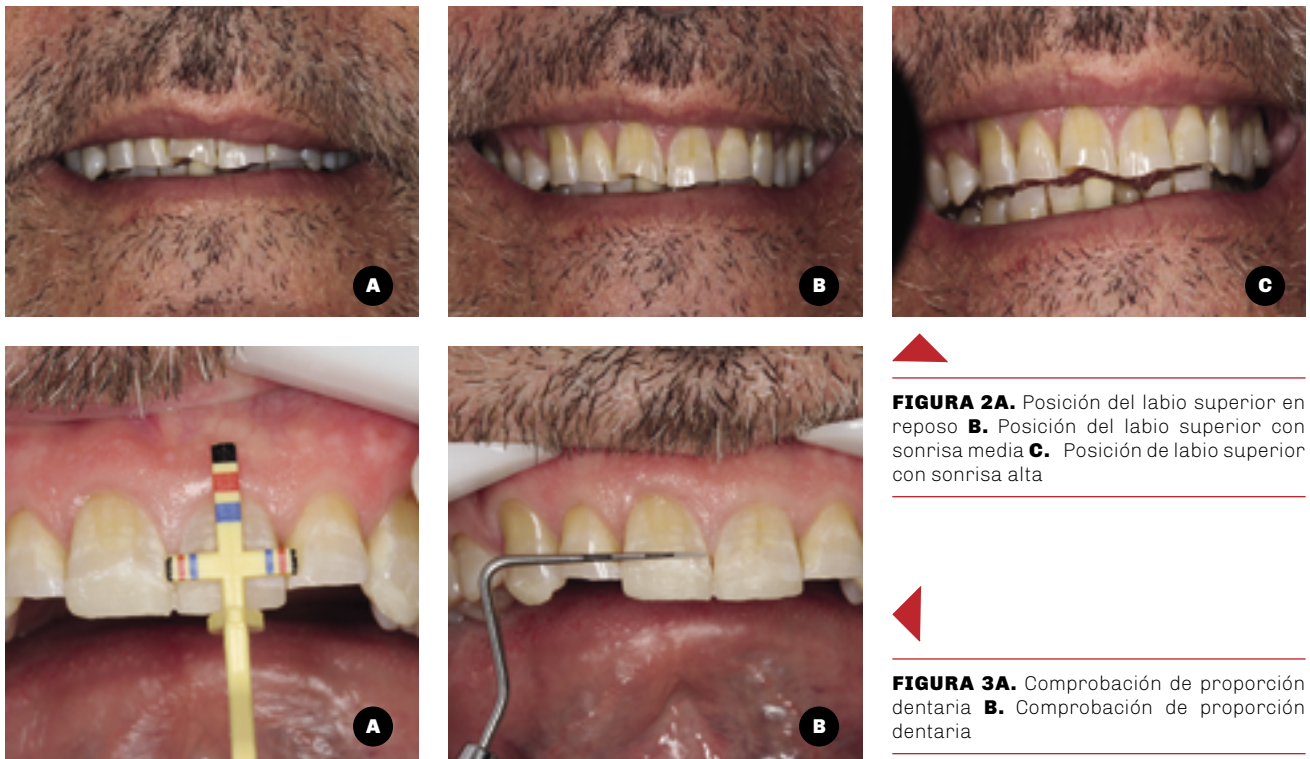 A
B
C
FIGURA 2A. Posición del labio superior en
reposo B. Posición del labio superior con
sonrisa media C. Posición de labio superior
con sonrisa alta
A
B
FIGURA 3A. Comprobación de proporción
dentaria B. Comprobación de proporción
dentaria